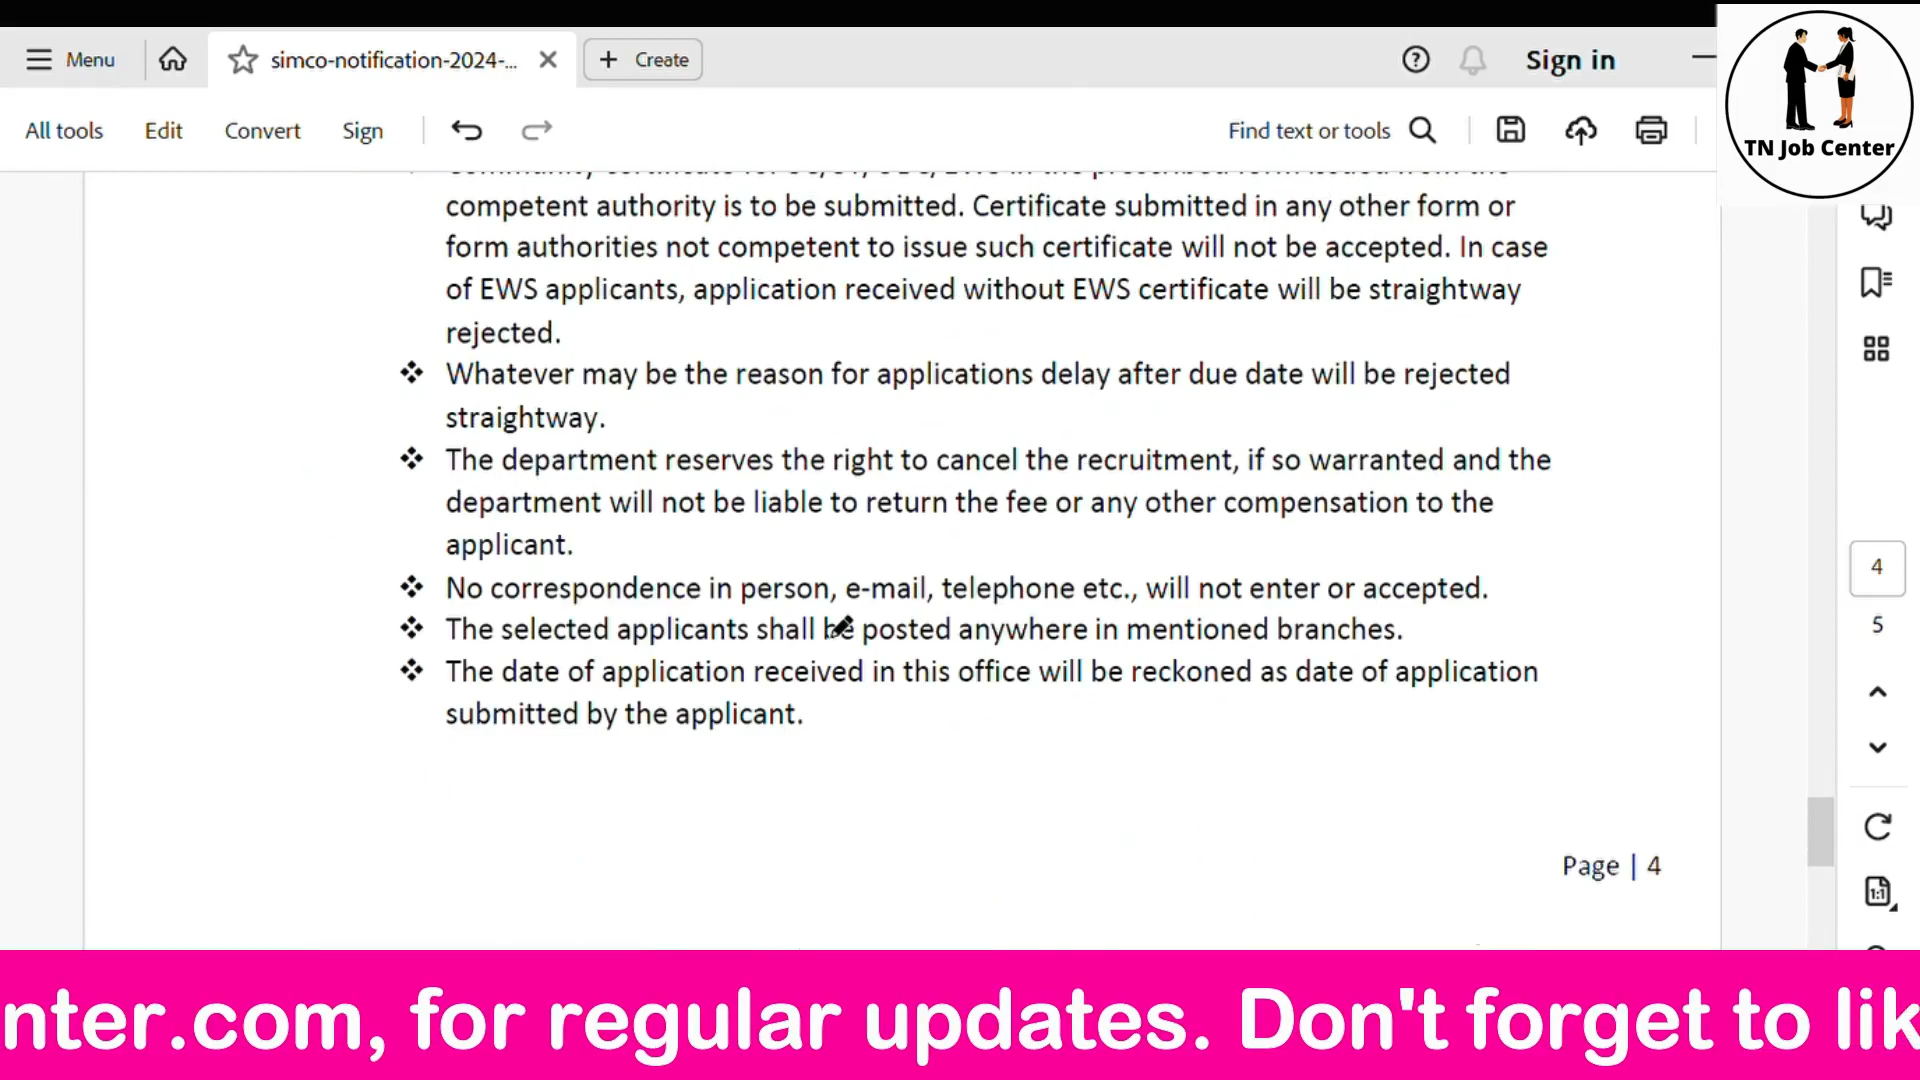 Menu
simco-notification-2024-...
Create
Sign in
All tools
Edit
Convert
Sign
Find text or tools
TN Job Center
competent authority is to be submitted. Certificate submitted in any other form or
form authorities not competent to issue such certificate will not be accepted. In case
of EWS applicants, application received without EWS certificate will be straightway
rejected.
❖ Whatever may be the reason for applications delay after due date will be rejected
straightway.
❖ The department reserves the right to cancel the recruitment, if so warranted and the
department will not be liable to return the fee or any other compensation to the
applicant.
❖ No correspondence in person, e-mail, telephone etc., will not enter or accepted.
❖ The selected applicants shall be posted anywhere in mentioned branches.
❖ The date of application received in this office will be reckoned as date of application
submitted by the applicant.
Page | 4
4
5
1:1
nter.com, for regular updates. Don't forget to lik